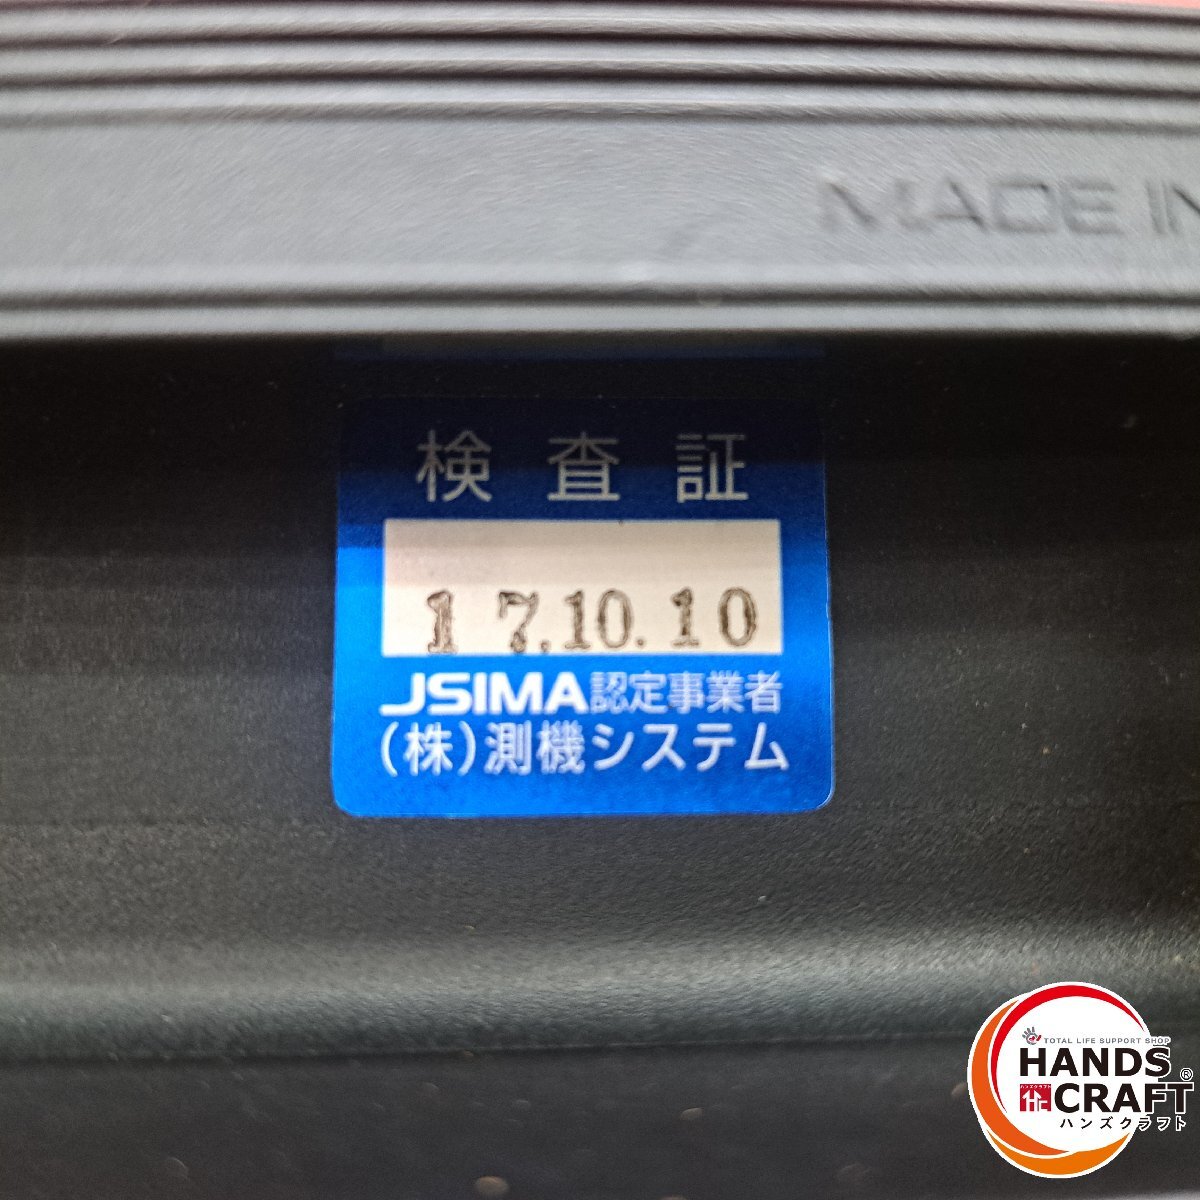 MADE IN
検査証
17.10.10
JSIMA認定事業者
(株)測機システム
TOTAL LIFE SUPPORT SHOP
HANDS
CRAFT®
ハンズクラフト